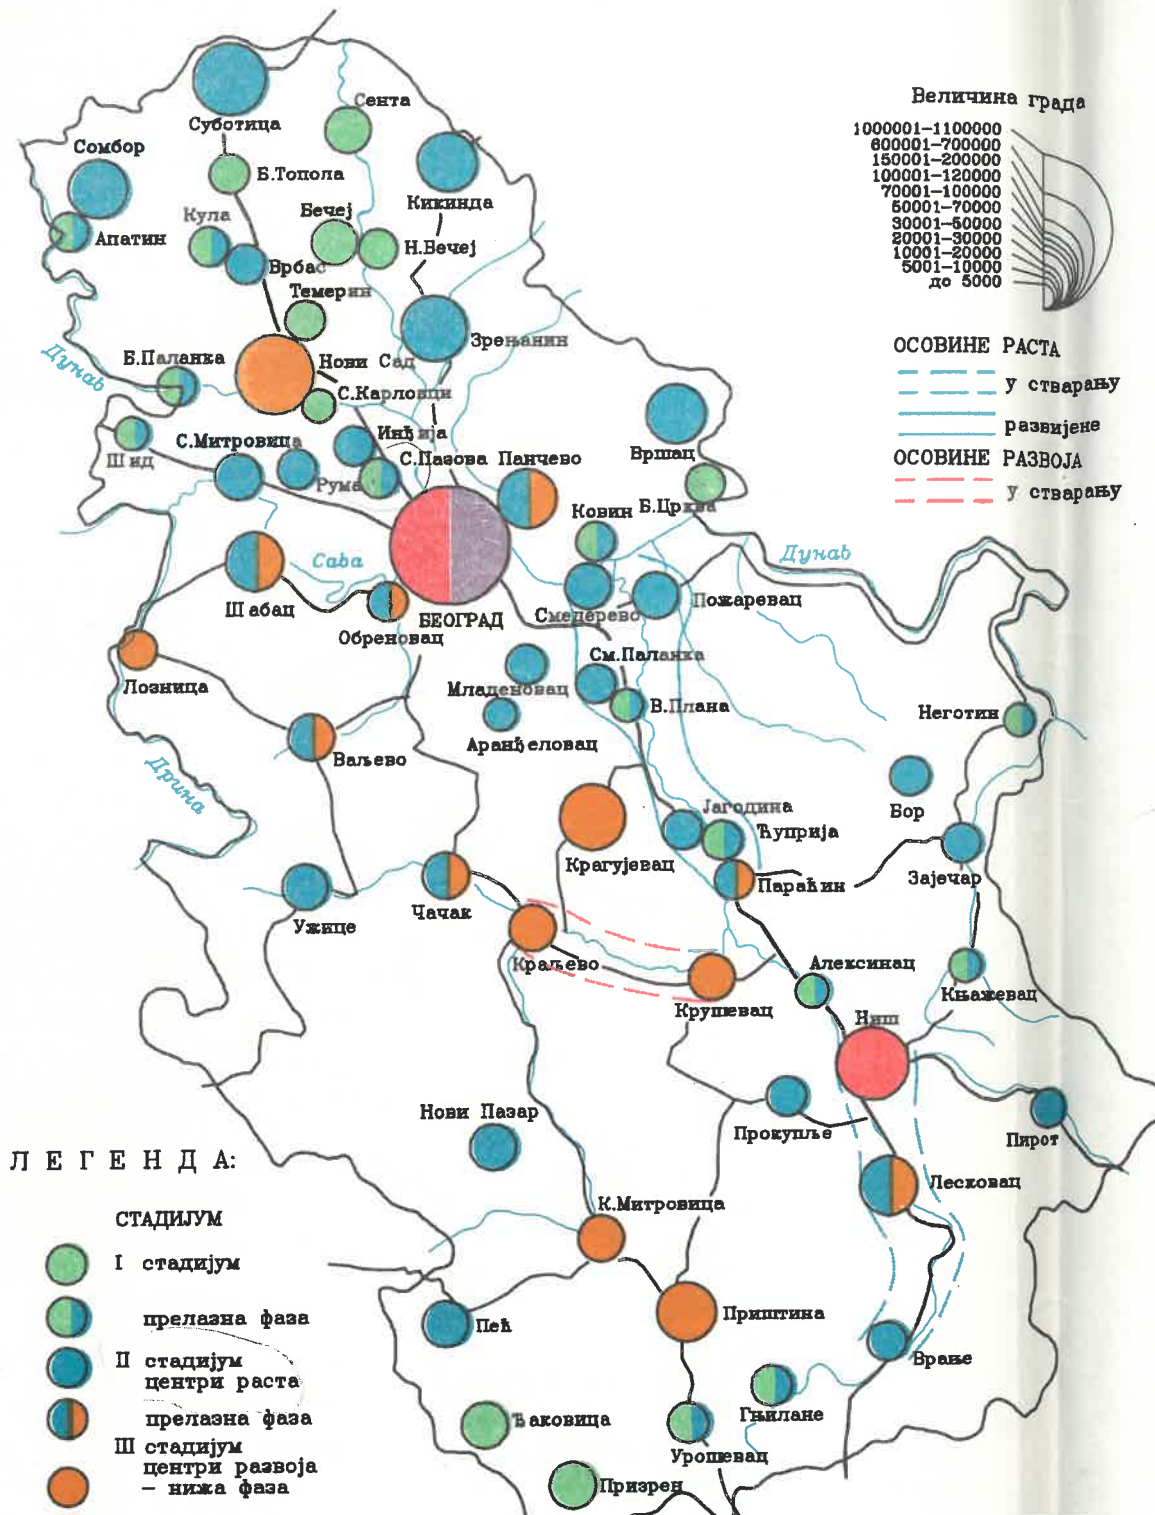 Величина града
1000001-1100000
600001-700000
150001-200000
100001-120000
70001-100000
50001-70000
30001-50000
20001-30000
10001-20000
5001-10000
до 5000
ОСОВИНЕ РАСТА
у стварању
развијене
ОСОВИНЕ РАЗВОЈА
у стварању
Суботица
Сента
Сомбор
Б.Топола
Кикинда
Кула
Бечеј
Апатин
Н.Бечеј
Врбас
Темерин
Зрењанин
Дунав
Б.Паланка
Нови Сад
С.Карловци
Инђија
С.Митровица
Шид
Рума
С.Пазова
Панчево
Вршац
Б.Црква
Ковин
Дунав
Сава
Шабац
Обреновац
БЕОГРАД
Смедерево
Пожаревац
Лозница
Младеновац
См.Паланка
В.Плана
Аранђеловац
Неготин
Ваљево
Дрина
Бор
Јагодина
Ћуприја
Крагујевац
Параћин
Зајечар
Ужице
Чачак
Краљево
Крушевац
Алексинац
Књажевац
Ниш
Нови Пазар
Прокупље
Пирот
Лесковац
К.Митровица
Пећ
Приштина
Врање
Гњилане
Ђаковица
Урошевац
Призрен
ЛЕГЕНДА:
СТАДИЈУМ
I стадијум
прелазна фаза
II стадијум
центри раста
прелазна фаза
III стадијум
центри развоја
- нижа фаза